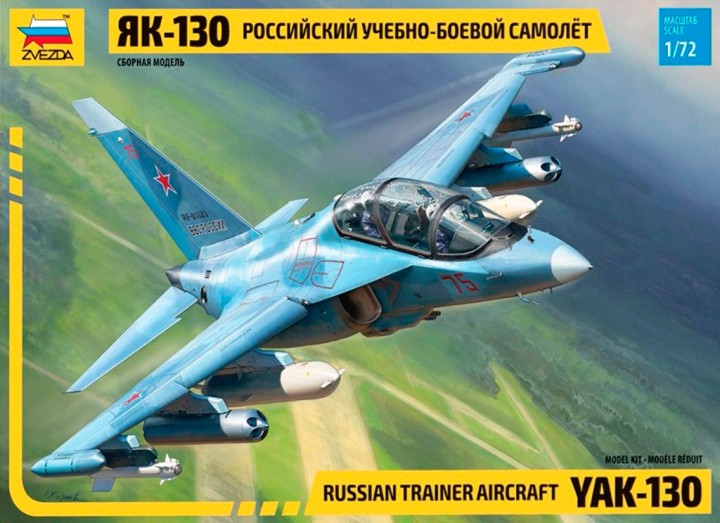 ZVEZDA
ЯК-130 РОССИЙСКИЙ УЧЕБНО-БОЕВОЙ САМОЛЁТ
СБОРНАЯ МОДЕЛЬ
МАСШТАБ
SCALE
1/72
75
MODEL KIT - MODÈLE RÉDUIT
RUSSIAN TRAINER AIRCRAFT YAK-130